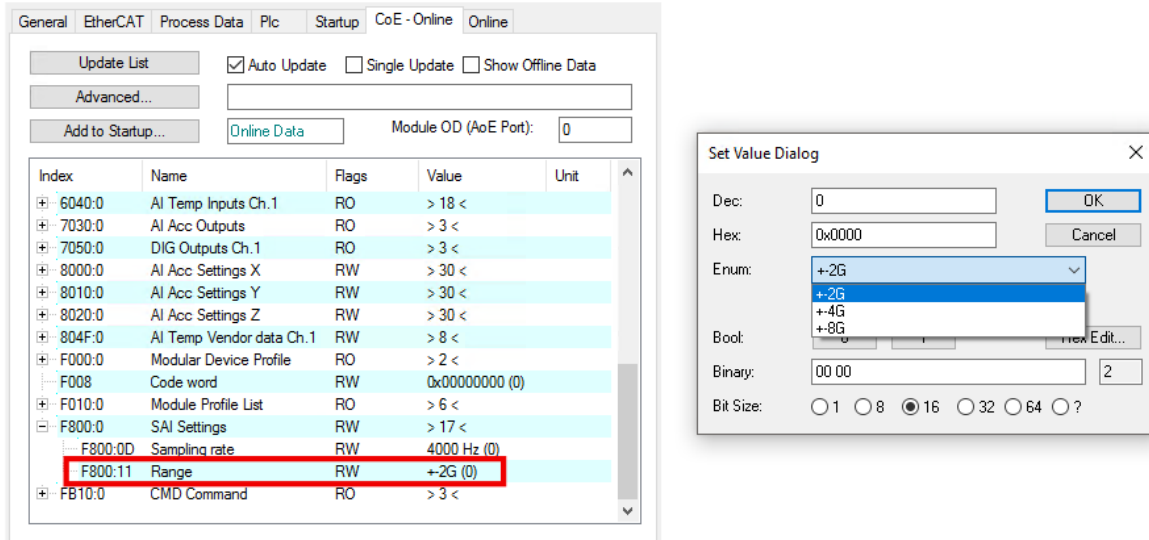 General EtherCAT Process Data Plc Startup CoE - Online Online
Update List Auto Update Single Update Show Offline Data
Advanced...
Add to Startup... Online Data Module OD (AoE Port): 0
Index Name Flags Value Unit
6040:0 AI Temp Inputs Ch.1 RO > 18 <
7030:0 AI Acc Outputs RO > 3 <
7050:0 DIG Outputs Ch.1 RO > 3 <
8000:0 AI Acc Settings X RW > 30 <
8010:0 AI Acc Settings Y RW > 30 <
8020:0 AI Acc Settings Z RW > 30 <
804F:0 AI Temp Vendor data Ch.1 RW > 8 <
F000:0 Modular Device Profile RO > 2 <
F008 Code word RW 0x00000000 (0)
F010:0 Module Profile List RO > 6 <
F800:0 SAI Settings RW > 17 <
F800:0D Sampling rate RW 4000 Hz (0)
F800:11 Range RW +-2G (0)
FB10:0 CMD Command RO > 3 <
Set Value Dialog
Dec: 0 OK
Hex: 0x0000 Cancel
Enum: +-2G
+-2G
+-4G
+-8G
Bool: Hex Edit...
Binary: 00 00 2
Bit Size: 1 8 16 32 64 ?